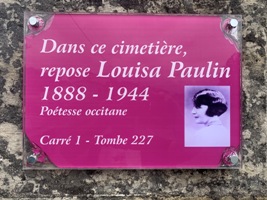 Dans ce cimetière,
repose Louisa Paulin
1888 - 1944
Poétesse occitane
Carré 1 - Tombe 227